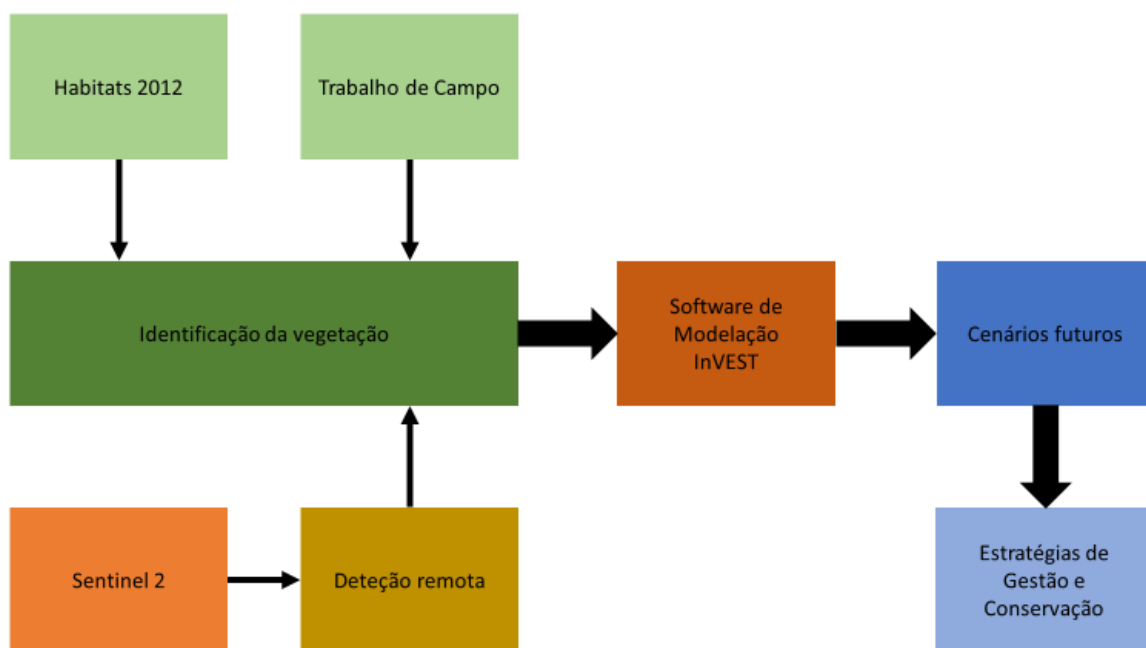 Habitats 2012
Trabalho de Campo
Identificação da vegetação
Software de
Modelação
InVEST
Cenários futuros
Sentinel 2
Deteção remota
Estratégias de
Gestão e
Conservação